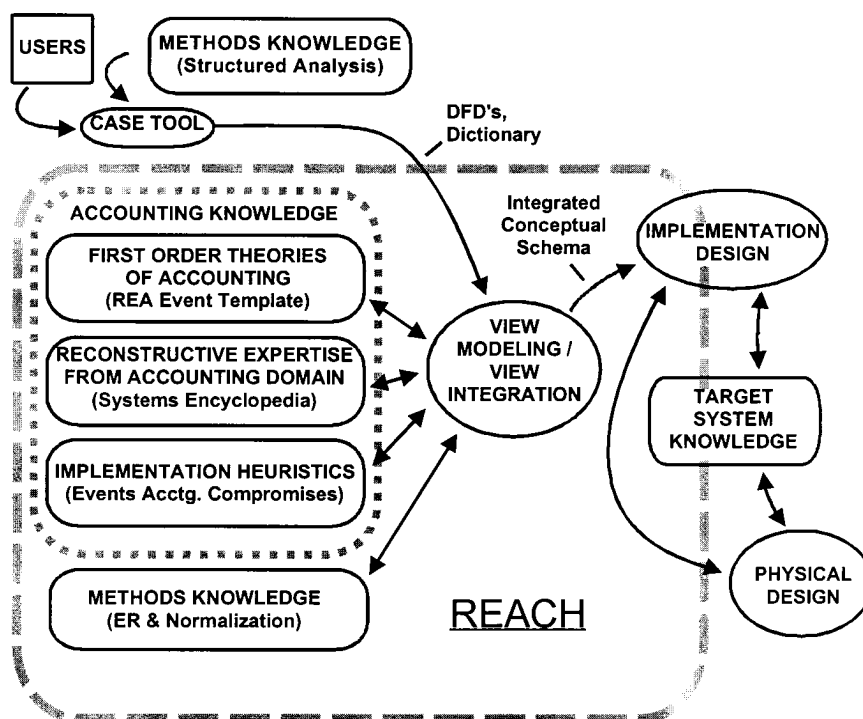 USERS
METHODS KNOWLEDGE
(Structured Analysis)
CASE TOOL
DFD's,
Dictionary
ACCOUNTING KNOWLEDGE
FIRST ORDER THEORIES
OF ACCOUNTING
(REA Event Template)
RECONSTRUCTIVE EXPERTISE
FROM ACCOUNTING DOMAIN
(Systems Encyclopedia)
IMPLEMENTATION HEURISTICS
(Events Acctg. Compromises)
METHODS KNOWLEDGE
(ER & Normalization)
Integrated
Conceptual
Schema
VIEW
MODELING /
VIEW
INTEGRATION
IMPLEMENTATION
DESIGN
TARGET
SYSTEM
KNOWLEDGE
PHYSICAL
DESIGN
REACH